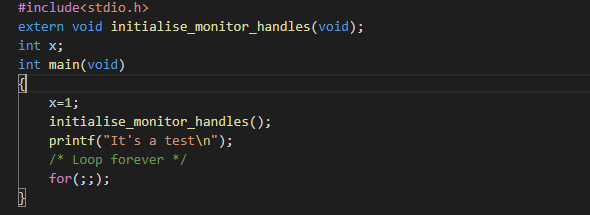 #include<stdio.h>
extern void initialise_monitor_handles(void);
int x;
int main(void)
{
    x=1;
    initialise_monitor_handles();
    printf("It's a test\n");
    /* Loop forever */
    for(;;);
}